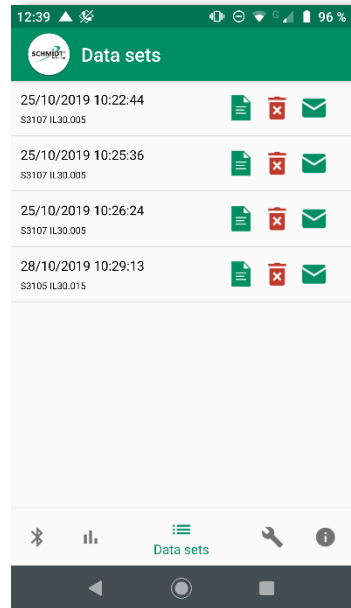 12:39 G 96 %
SCHMIDT Data sets
25/10/2019 10:22:44
S3107 IL30.005
25/10/2019 10:25:36
S3107 IL30.005
25/10/2019 10:26:24
S3107 IL30.005
28/10/2019 10:29:13
S3105 IL30.015
Data sets